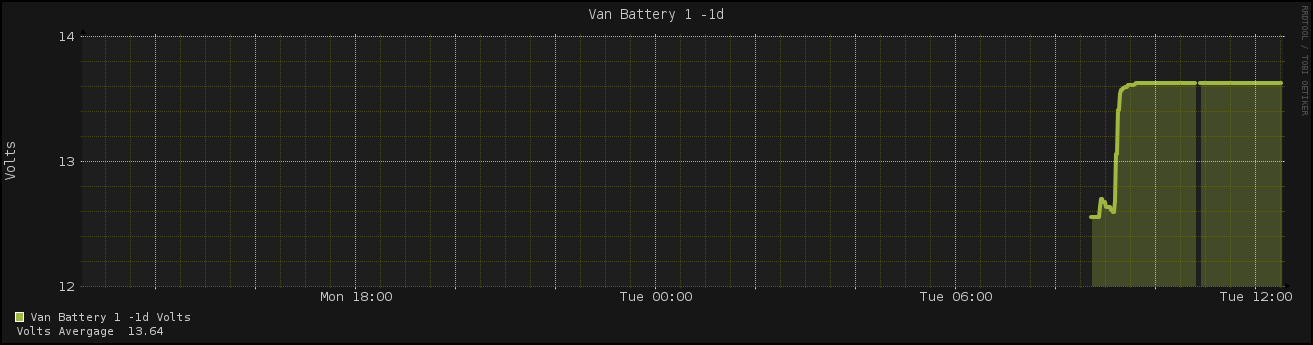 Van Battery 1 -1d
RRDTOOL / TOBI OETIKER
14
13
12
Volts
Mon 18:00 Tue 00:00 Tue 06:00 Tue 12:00
Van Battery 1 -1d Volts
Volts Avergage 13.64